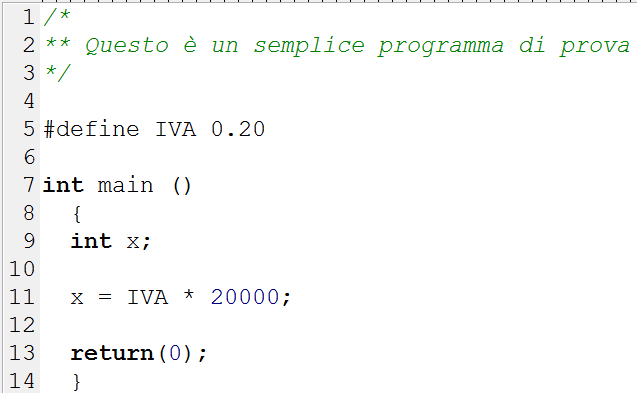 1 /*
2 ** Questo è un semplice programma di prova
3 */
4
5 #define IVA 0.20
6
7 int main ()
8   {
9   int x;
10
11   x = IVA * 20000;
12
13   return(0);
14   }